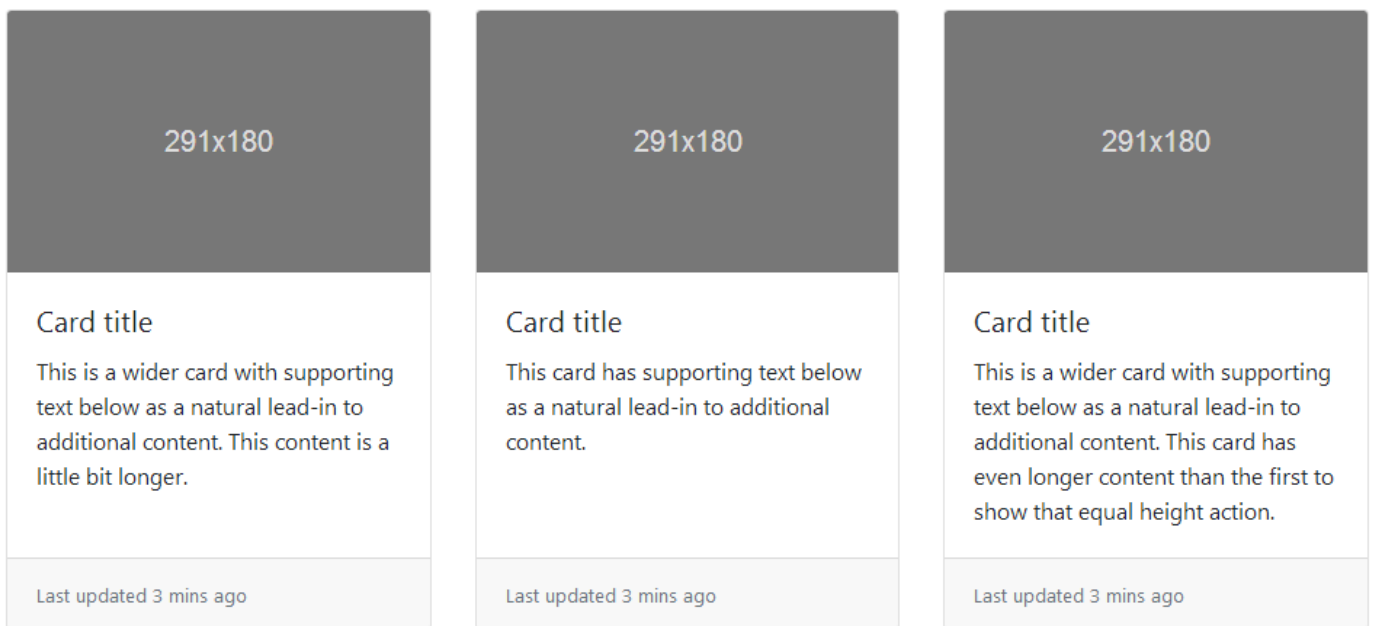 291x180
Card title
This is a wider card with supporting
text below as a natural lead-in to
additional content. This content is a
little bit longer.
Last updated 3 mins ago
291x180
Card title
This card has supporting text below
as a natural lead-in to additional
content.
Last updated 3 mins ago
291x180
Card title
This is a wider card with supporting
text below as a natural lead-in to
additional content. This card has
even longer content than the first to
show that equal height action.
Last updated 3 mins ago